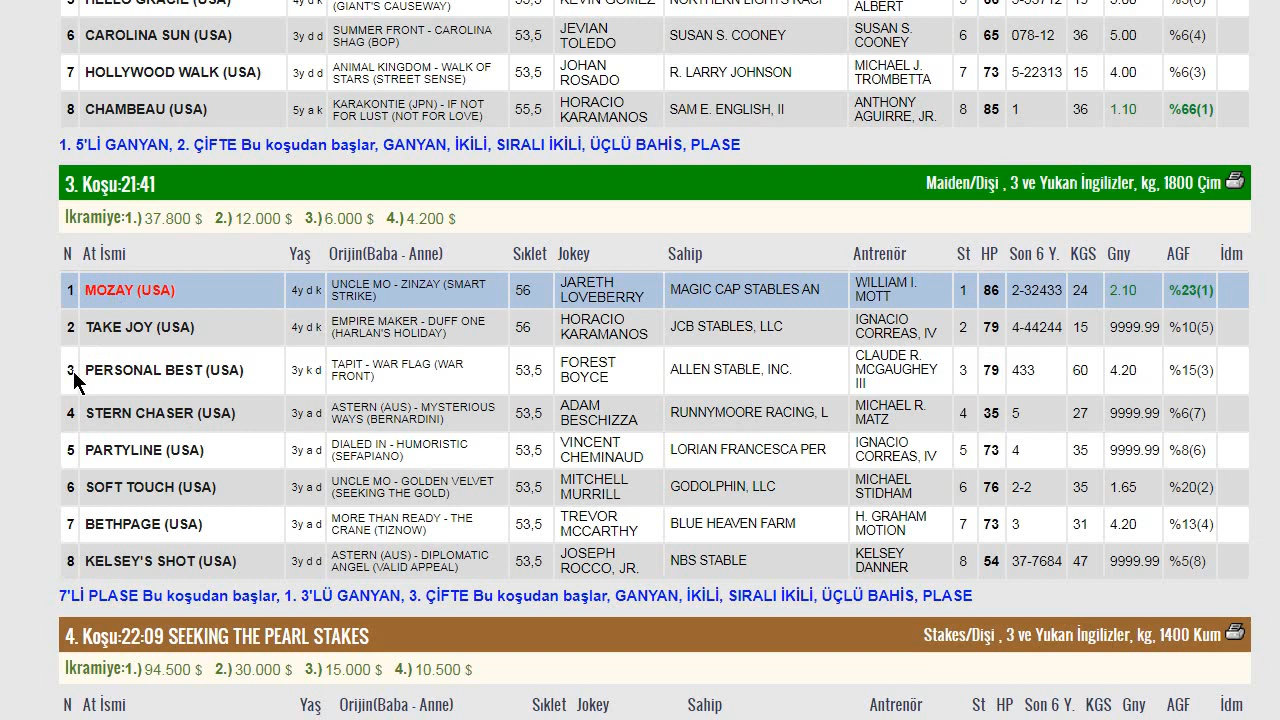 (GIANT'S CAUSEWAY) ALBERT
6 CAROLINA SUN (USA) 3y d d SUMMER FRONT - CAROLINA SHAG (BOP) 53,5 JEVIAN TOLEDO SUSAN S. COONEY SUSAN S. COONEY 6 65 078-12 36 5.00 %6(4)
7 HOLLYWOOD WALK (USA) 3y d d ANIMAL KINGDOM - WALK OF STARS (STREET SENSE) 53,5 JOHAN ROSADO R. LARRY JOHNSON MICHAEL J. TROMBETTA 7 73 5-22313 15 4.00 %6(3)
8 CHAMBEAU (USA) 5y a k KARAKONTIE (JPN) - IF NOT FOR LUST (NOT FOR LOVE) 55,5 HORACIO KARAMANOS SAM E. ENGLISH, II ANTHONY AGUIRRE, JR. 8 85 1 36 1.10 %66(1)
1. 5'Lİ GANYAN, 2. ÇİFTE Bu koşudan başlar, GANYAN, İKİLİ, SIRALI İKİLİ, ÜÇLÜ BAHİS, PLASE
3. Koşu:21:41 Maiden/Dişi , 3 ve Yukarı İngilizler, kg, 1800 Çim
İkramiye:1.) 37.800 $ 2.) 12.000 $ 3.) 6.000 $ 4.) 4.200 $
N At İsmi Yaş Orijin(Baba - Anne) Sıklet Jokey Sahip Antrenör St HP Son 6 Y. KGS Gny AGF İdm
1 MOZAY (USA) 4y d k UNCLE MO - ZINZAY (SMART STRIKE) 56 JARETH LOVEBERRY MAGIC CAP STABLES AN WILLIAM I. MOTT 1 86 2-32433 24 2.10 %23(1)
2 TAKE JOY (USA) 4y d k EMPIRE MAKER - DUFF ONE (HARLAN'S HOLIDAY) 56 HORACIO KARAMANOS JCB STABLES, LLC IGNACIO CORREAS, IV 2 79 4-44244 15 9999.99 %10(5)
3 PERSONAL BEST (USA) 3y k d TAPIT - WAR FLAG (WAR FRONT) 53,5 FOREST BOYCE ALLEN STABLE, INC. CLAUDE R. MCGAUGHEY III 3 79 433 60 4.20 %15(3)
4 STERN CHASER (USA) 3y a d ASTERN (AUS) - MYSTERIOUS WAYS (BERNARDINI) 53,5 ADAM BESCHIZZA RUNNYMOORE RACING, L MICHAEL R. MATZ 4 35 5 27 9999.99 %6(7)
5 PARTYLINE (USA) 3y a d DIALED IN - HUMORISTIC (SEFAPIANO) 53,5 VINCENT CHEMINAUD LORIAN FRANCESCA PER IGNACIO CORREAS, IV 5 73 4 35 9999.99 %8(6)
6 SOFT TOUCH (USA) 3y a d UNCLE MO - GOLDEN VELVET (SEEKING THE GOLD) 53,5 MITCHELL MURRILL GODOLPHIN, LLC MICHAEL STIDHAM 6 76 2-2 35 1.65 %20(2)
7 BETHPAGE (USA) 3y a d MORE THAN READY - THE CRANE (TIZNOW) 53,5 TREVOR MCCARTHY BLUE HEAVEN FARM H. GRAHAM MOTION 7 73 3 31 4.20 %13(4)
8 KELSEY'S SHOT (USA) 3y d d ASTERN (AUS) - DIPLOMATIC ANGEL (VALID APPEAL) 53,5 JOSEPH ROCCO, JR. NBS STABLE KELSEY DANNER 8 54 37-7684 47 9999.99 %5(8)
7'Lİ PLASE Bu koşudan başlar, 1. 3'LÜ GANYAN, 3. ÇİFTE Bu koşudan başlar, GANYAN, İKİLİ, SIRALI İKİLİ, ÜÇLÜ BAHİS, PLASE
4. Koşu:22:09 SEEKING THE PEARL STAKES Stakes/Dişi , 3 ve Yukarı İngilizler, kg, 1400 Kum
İkramiye:1.) 94.500 $ 2.) 30.000 $ 3.) 15.000 $ 4.) 10.500 $
N At İsmi Yaş Orijin(Baba - Anne) Sıklet Jokey Sahip Antrenör St HP Son 6 Y. KGS Gny AGF İdm